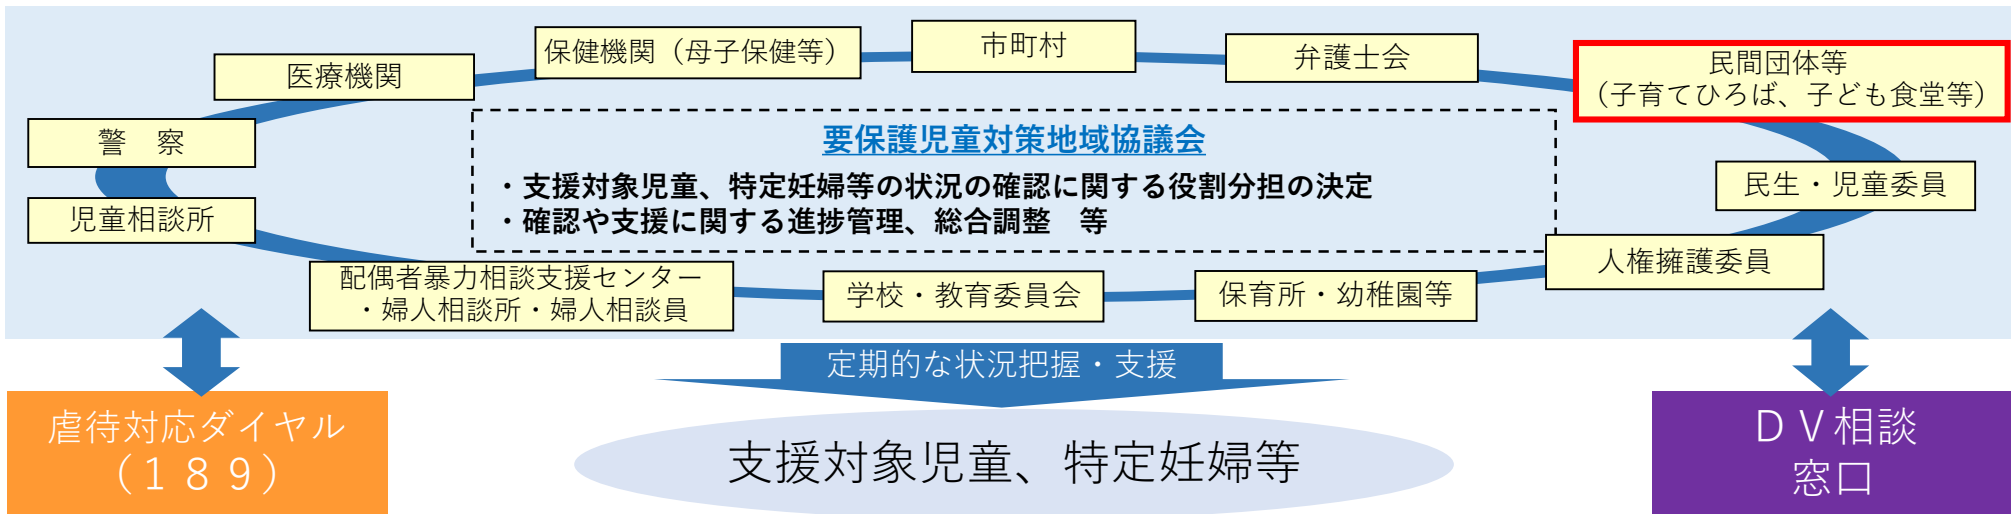 保健機関（母子保健等）
市町村
弁護士会
医療機関
民間団体等
（子育てひろば、子ども食堂等）
警　察
要保護児童対策地域協議会
・支援対象児童、特定妊婦等の状況の確認に関する役割分担の決定
・確認や支援に関する進捗管理、総合調整　等
民生・児童委員
児童相談所
人権擁護委員
配偶者暴力相談支援センター
・婦人相談所・婦人相談員
学校・教育委員会
保育所・幼稚園等
定期的な状況把握・支援
虐待対応ダイヤル
（１８９）
支援対象児童、特定妊婦等
ＤＶ相談
窓口